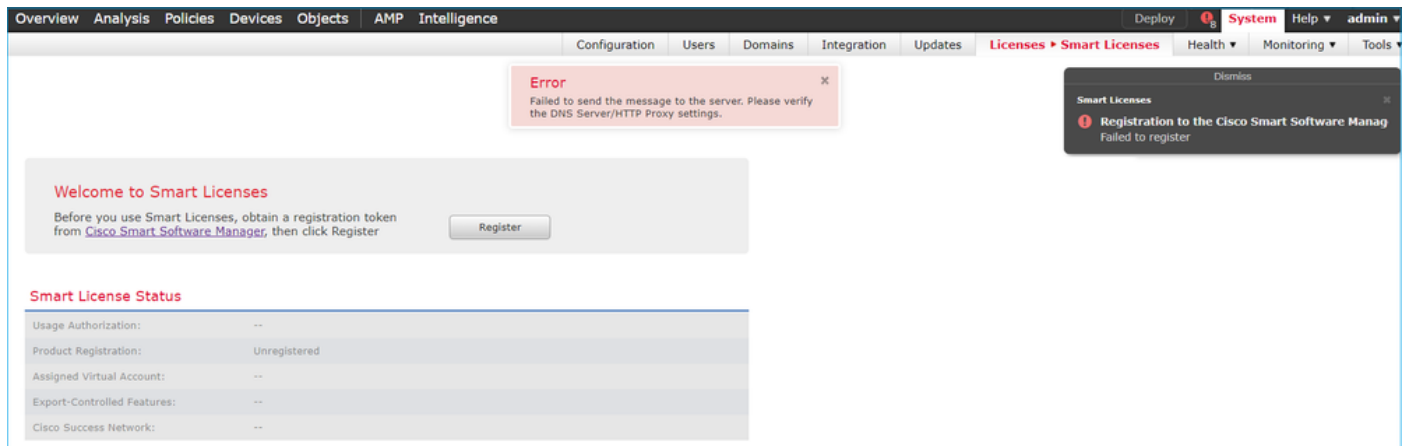 Overview Analysis Policies Devices Objects AMP Intelligence Deploy System Help ▾ admin ▾
Configuration Users Domains Integration Updates Licenses ▸ Smart Licenses Health ▾ Monitoring ▾ Tools ▾
Error ×
Failed to send the message to the server. Please verify
the DNS Server/HTTP Proxy settings.
Dismiss
Smart Licenses ×
Registration to the Cisco Smart Software Manag
Failed to register
Welcome to Smart Licenses
Before you use Smart Licenses, obtain a registration token
from Cisco Smart Software Manager, then click Register
Register
Smart License Status
Usage Authorization: --
Product Registration: Unregistered
Assigned Virtual Account: --
Export-Controlled Features: --
Cisco Success Network: --